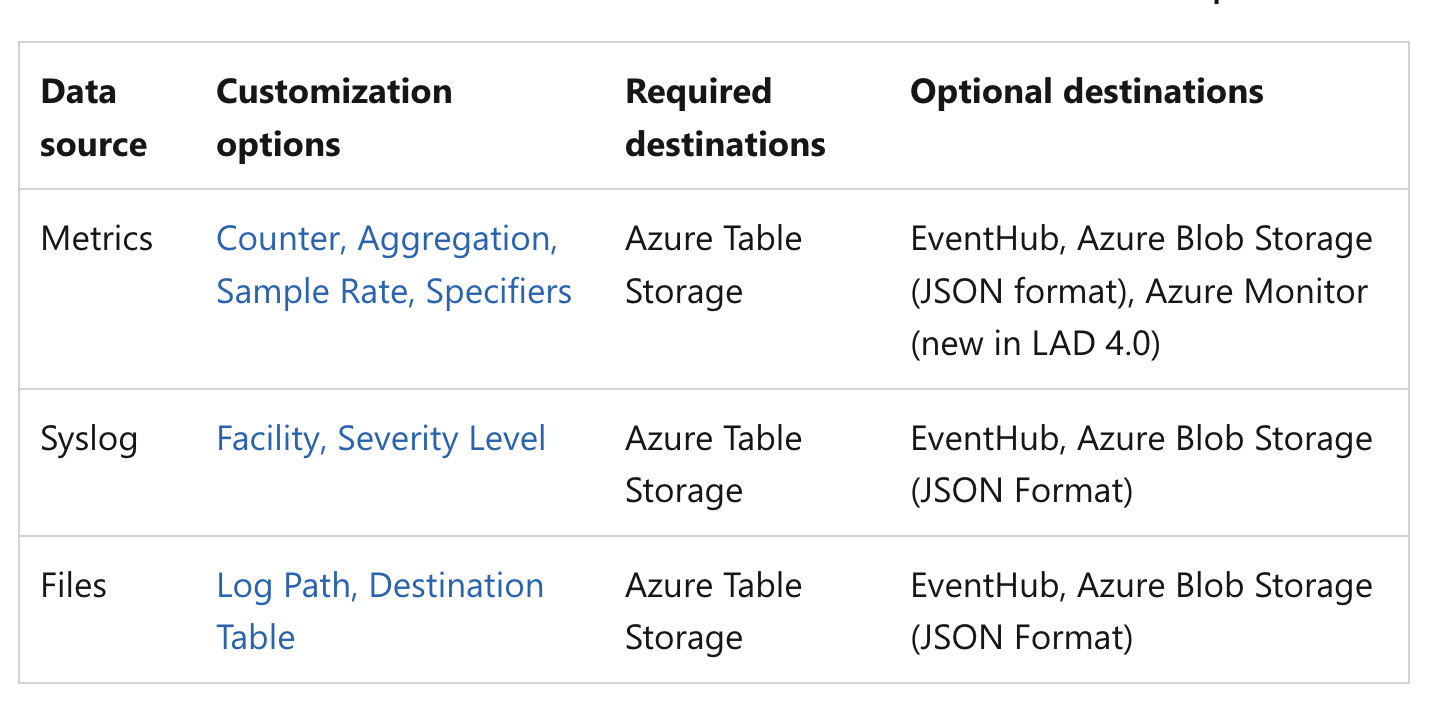 Data source
Customization options
Required destinations
Optional destinations
Metrics
Counter, Aggregation,
Sample Rate, Specifiers
Azure Table
Storage
EventHub, Azure Blob Storage
(JSON format), Azure Monitor
(new in LAD 4.0)
Syslog
Facility, Severity Level
Azure Table
Storage
EventHub, Azure Blob Storage
(JSON Format)
Files
Log Path, Destination
Table
Azure Table
Storage
EventHub, Azure Blob Storage
(JSON Format)